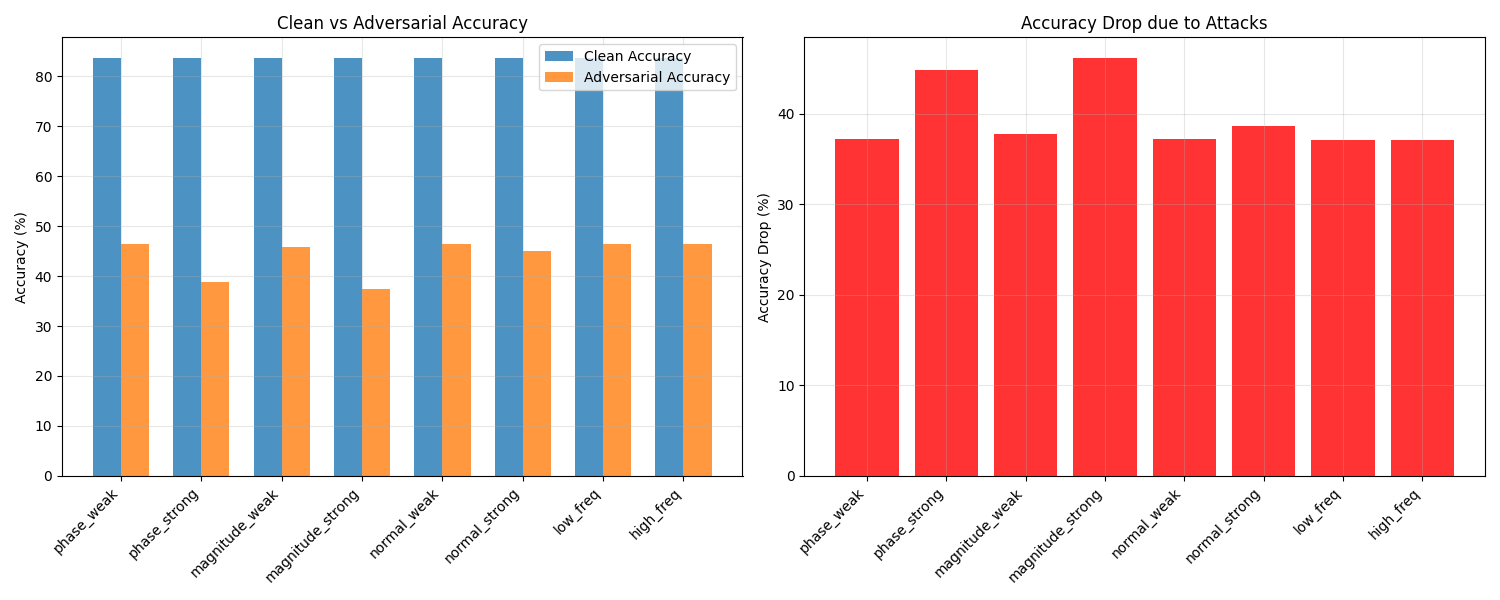 Clean vs Adversarial Accuracy
Clean Accuracy
Adversarial Accuracy
Accuracy (%)
80
70
60
50
40
30
20
10
0
phase_weak
phase_strong
magnitude_weak
magnitude_strong
normal_weak
normal_strong
low_freq
high_freq
Accuracy Drop due to Attacks
Accuracy Drop (%)
40
30
20
10
0
phase_weak
phase_strong
magnitude_weak
magnitude_strong
normal_weak
normal_strong
low_freq
high_freq